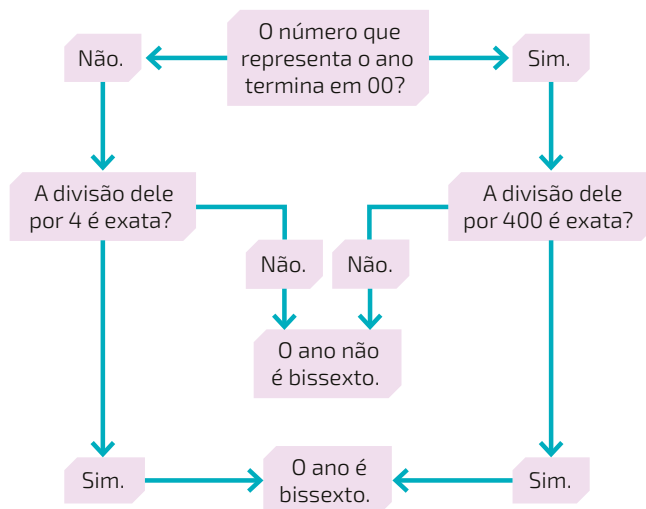 O número que
representa o ano
termina em 00?
Não.
Sim.
A divisão dele
por 4 é exata?
A divisão dele
por 400 é exata?
Não.
Não.
O ano não
é bissexto.
Sim.
O ano é
bissexto.
Sim.